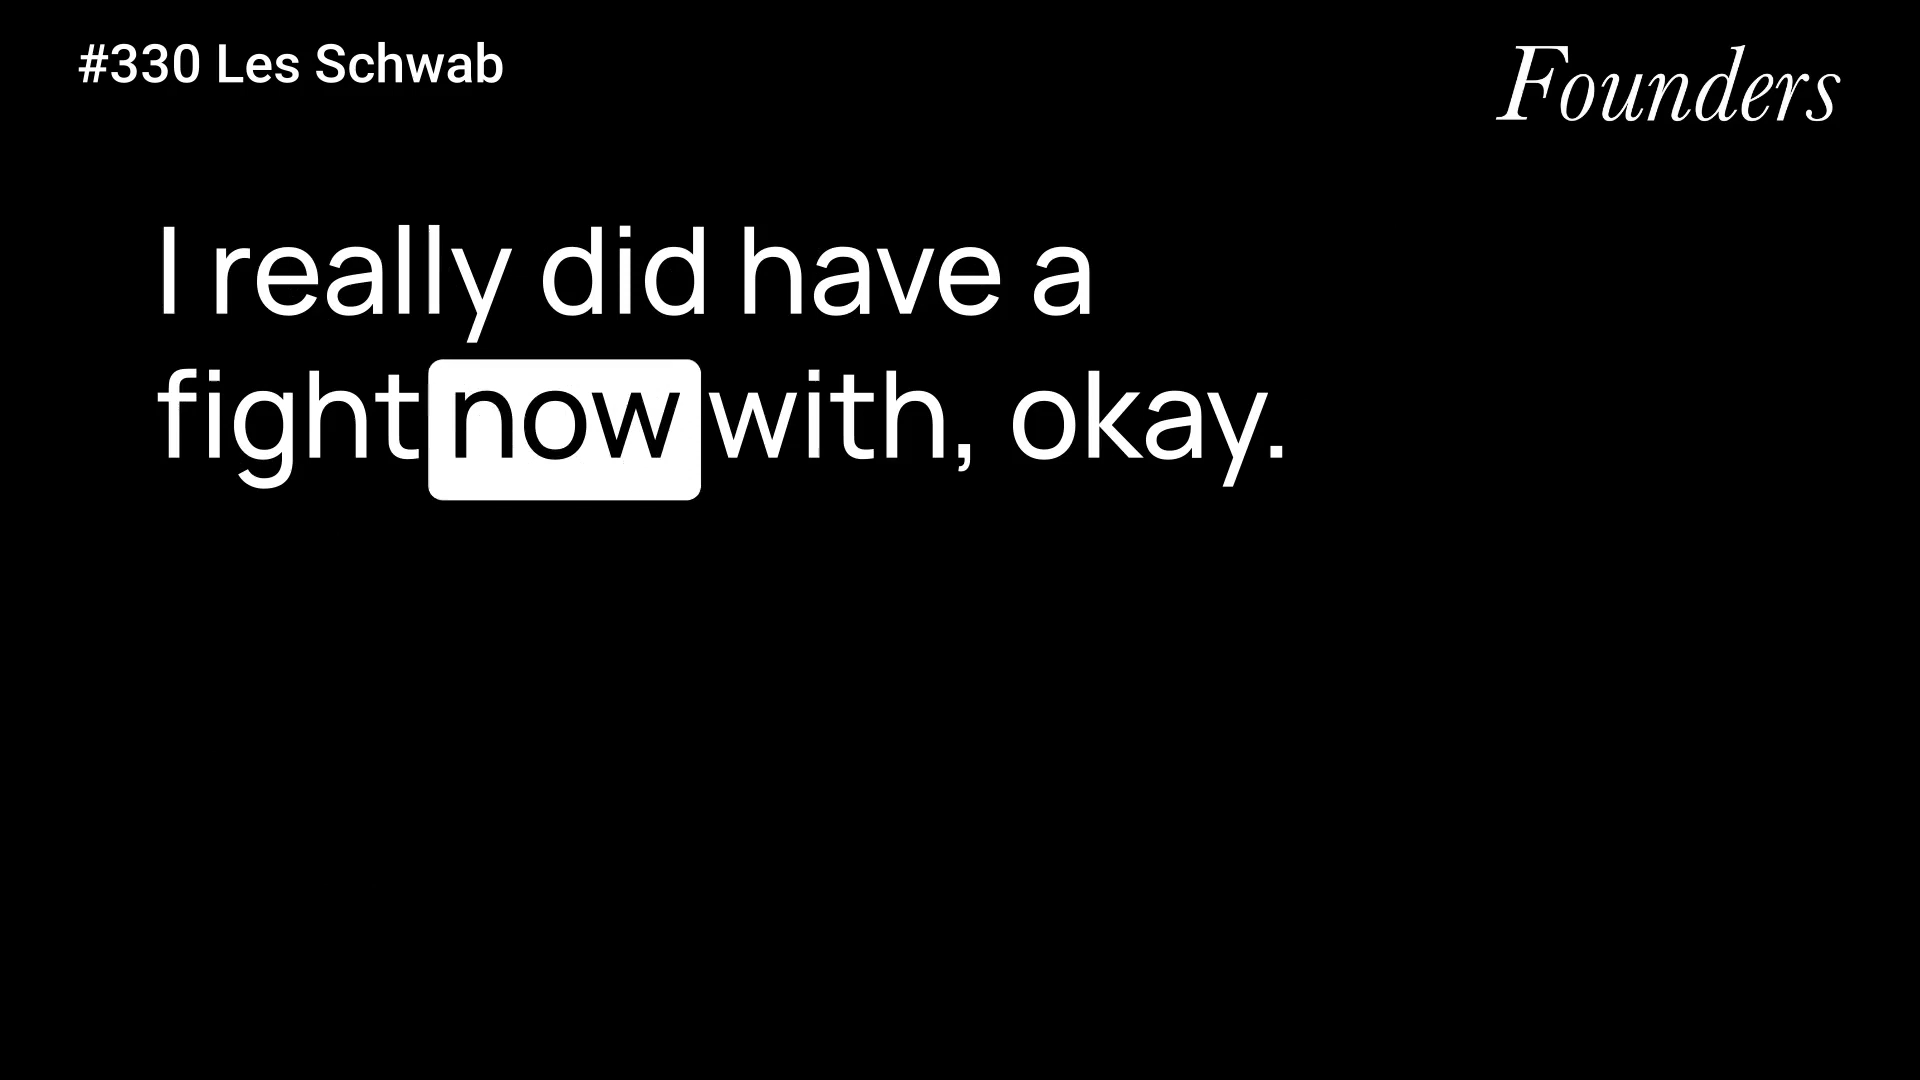 #330 Les Schwab
Founders
I really did have a
fight now with, okay.